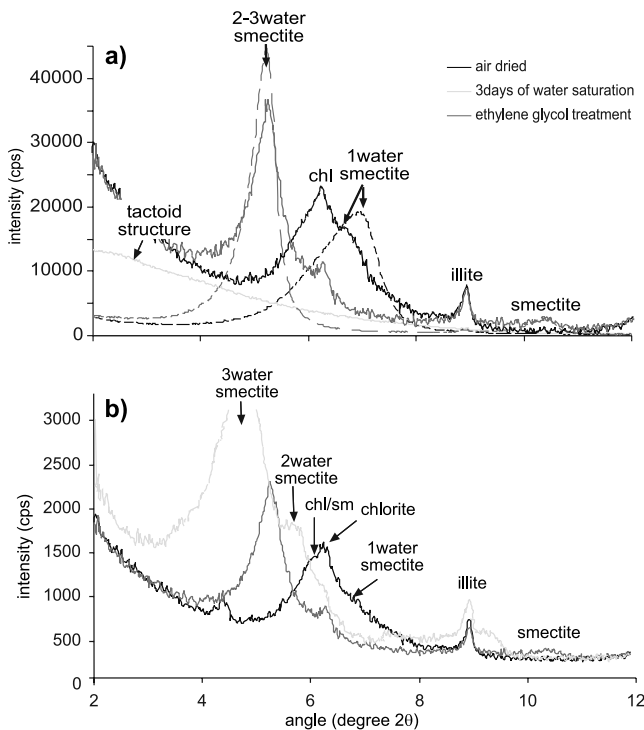 a)
2-3water
smectite
air dried
3days of water saturation
ethylene glycol treatment
intensity (cps)
40000
30000
20000
10000
5000
0
tactoid
structure
chl
1water
smectite
illite
smectite
b)
3water
smectite
2water
smectite
chl/sm
chlorite
1water
smectite
illite
smectite
intensity (cps)
3000
2500
2000
1500
1000
500
0
2
4
6
8
10
12
angle (degree 2θ)